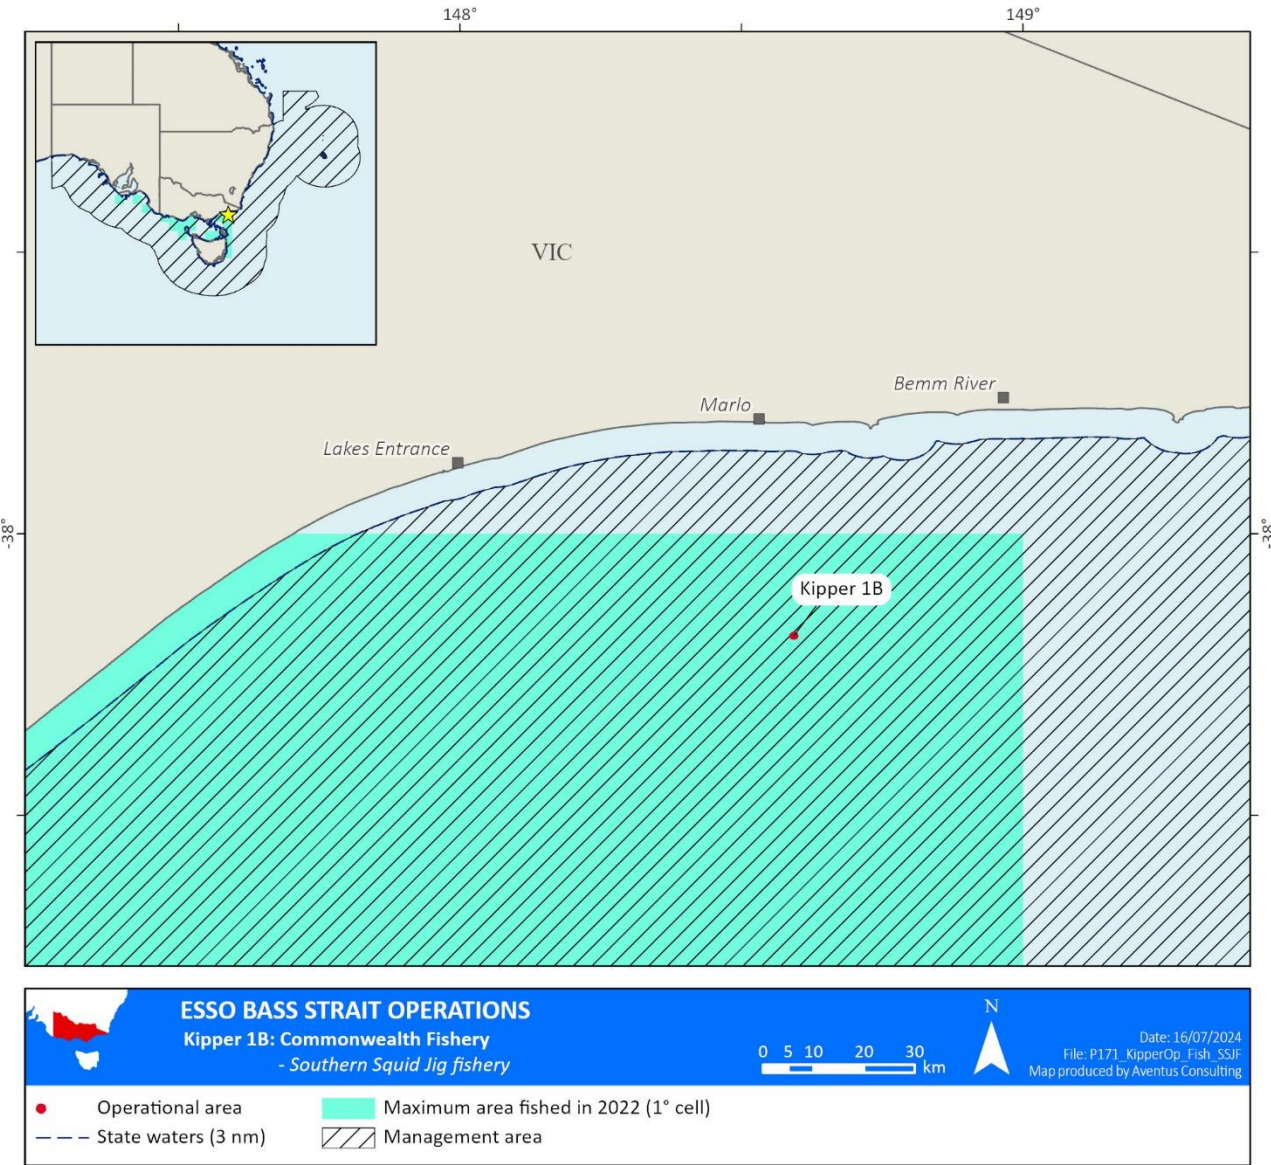 148°
149°
VIC
Bemm River
Marlo
Lakes Entrance
-38°
-38°
Kipper 1B
ESSO BASS STRAIT OPERATIONS
Kipper 1B: Commonwealth Fishery
- Southern Squid Jig fishery
0 5 10 20 30
km
N
Date: 16/07/2024
File: P171_KipperOp_Fish_SSJF
Map produced by Aventus Consulting
Operational area
Maximum area fished in 2022 (1° cell)
State waters (3 nm)
Management area